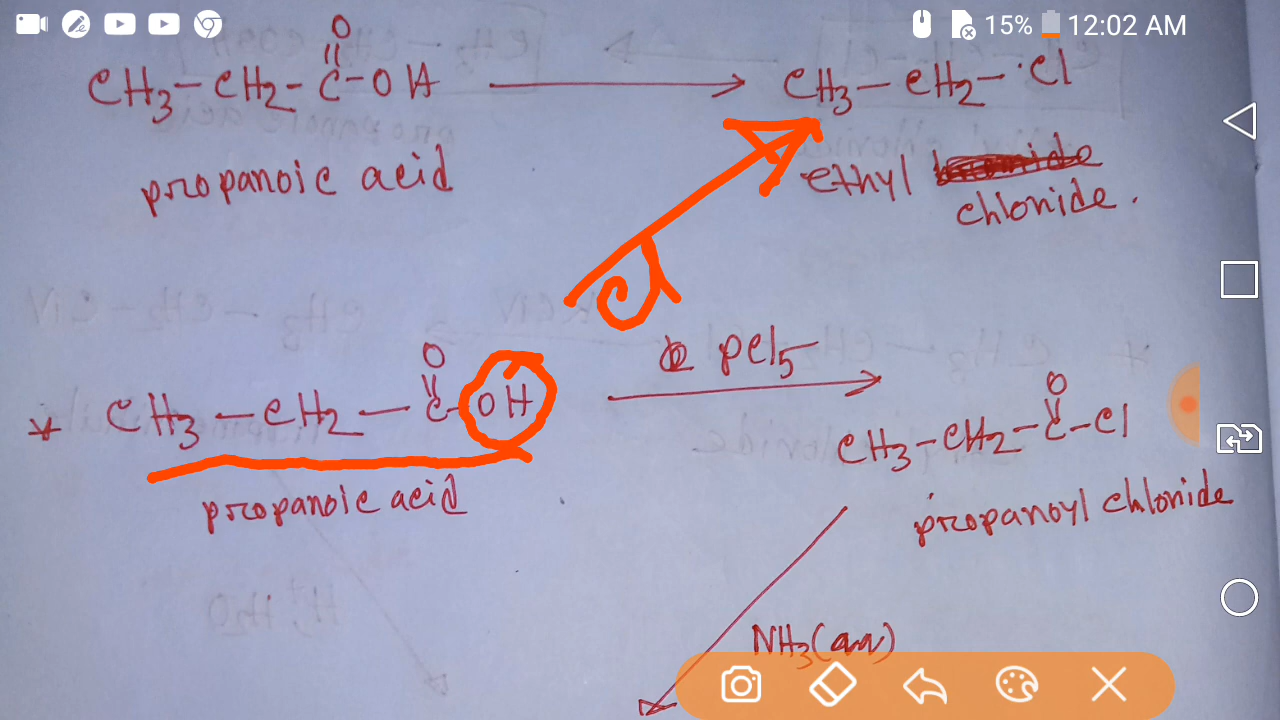 15% 12:02 AM
O
||
CH3-CH2-C-OH ⟶ CH3-CH2-Cl
propanoic acid
ethyl
chloride.
Cl
PCl5
O
||
* CH3-CH2-C-OH
propanoic acid
O
||
CH3-CH2-C-Cl
propanoyl chloride
NH3